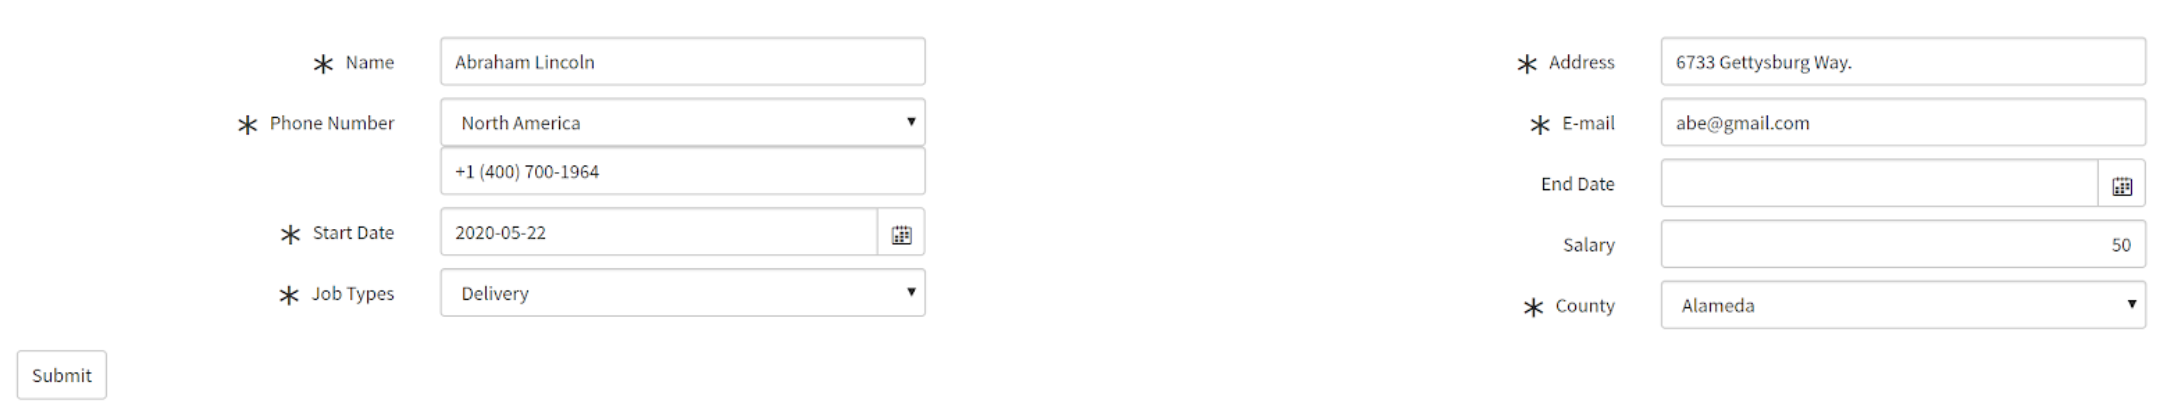 * Name Abraham Lincoln
* Phone Number North America
+1 (400) 700-1964
* Start Date 2020-05-22
* Job Types Delivery
* Address 6733 Gettysburg Way.
* E-mail abe@gmail.com
End Date
Salary 50
* County Alameda
Submit